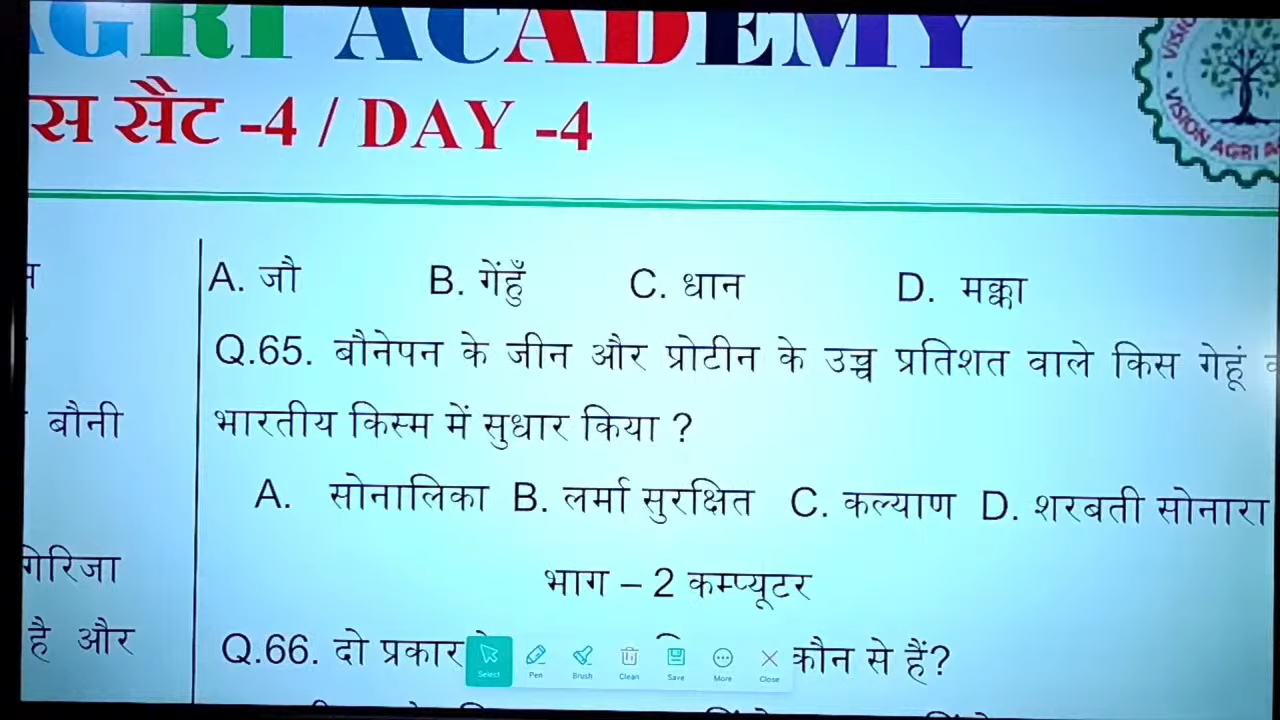 AGRI ACADEMY
स सैट -4 / DAY -4
VISION AGRI
बौनी
गेरिजा
है और
A. जौ B. गेंहुँ C. धान D. मक्का
Q.65. बौनेपन के जीन और प्रोटीन के उच्च प्रतिशत वाले किस गेहूं
भारतीय किस्म में सुधार किया ?
A. सोनालिका B. लर्मा सुरक्षित C. कल्याण D. शरबती सोनारा
भाग – 2 कम्प्यूटर
Q.66. दो प्रकार कौन से हैं?
Select Pen Brush Clean Save More Close